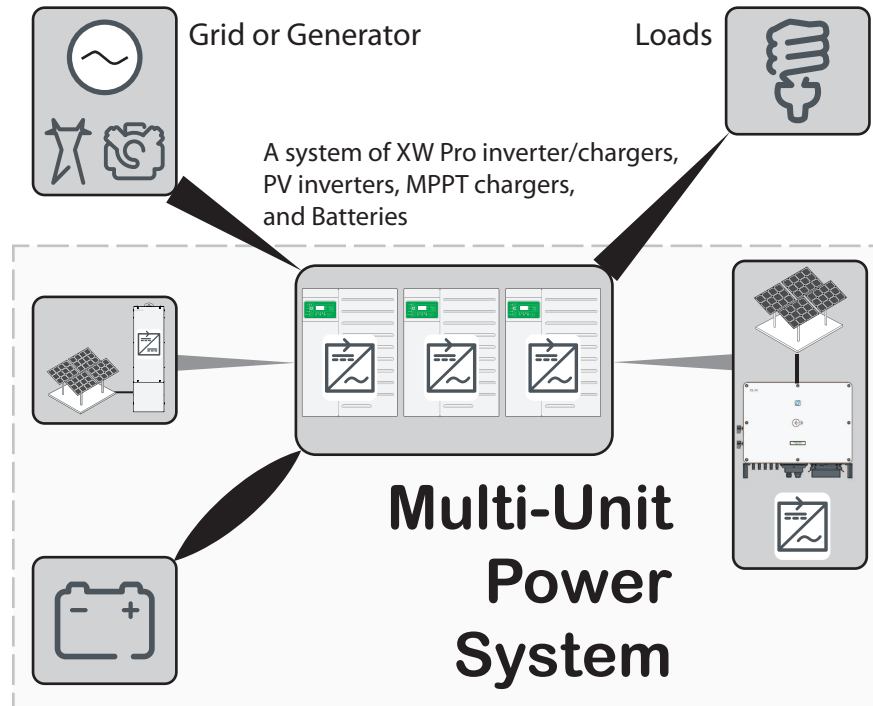 Grid or Generator
Loads
A system of XW Pro inverter/chargers,
PV inverters, MPPT chargers,
and Batteries
Multi-Unit
Power
System